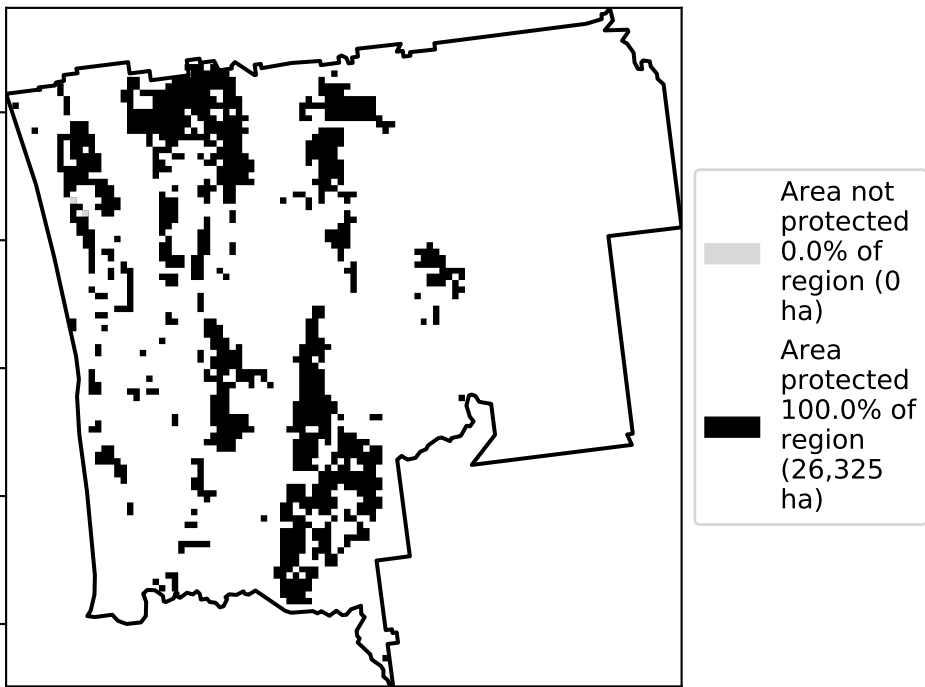 Area not
protected
0.0% of
region (0
ha)
Area
protected
100.0% of
region
(26,325
ha)